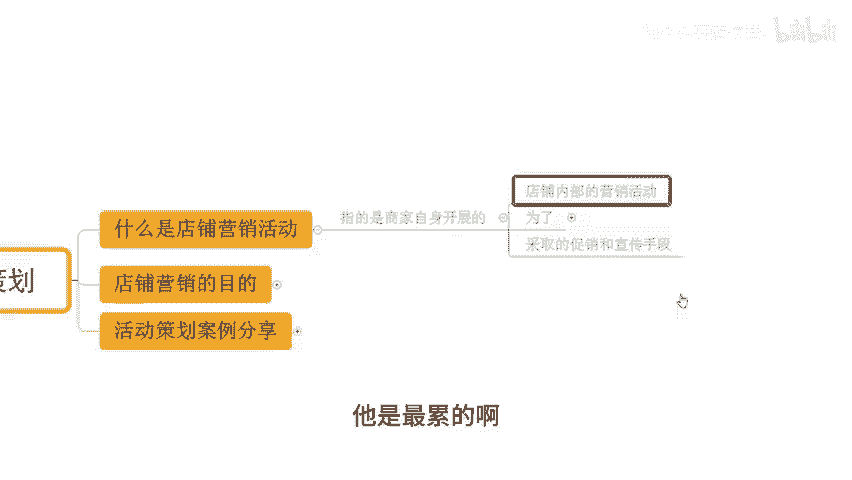 bilibili
店铺内部的营销活动
什么是店铺营销活动
指的是商家自身开展的
为了
采取的促销和宣传手段
策划
店铺营销的目的
活动策划案例分享
他是最累的啊